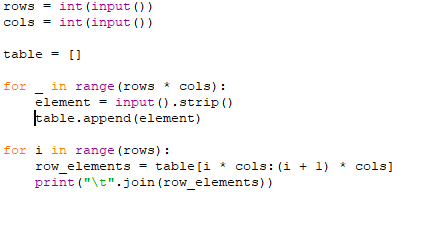 rows = int(input())
cols = int(input())

table = []

for _ in range(rows * cols):
    element = input().strip()
    table.append(element)

for i in range(rows):
    row_elements = table[i * cols:(i + 1) * cols]
    print("\t".join(row_elements))